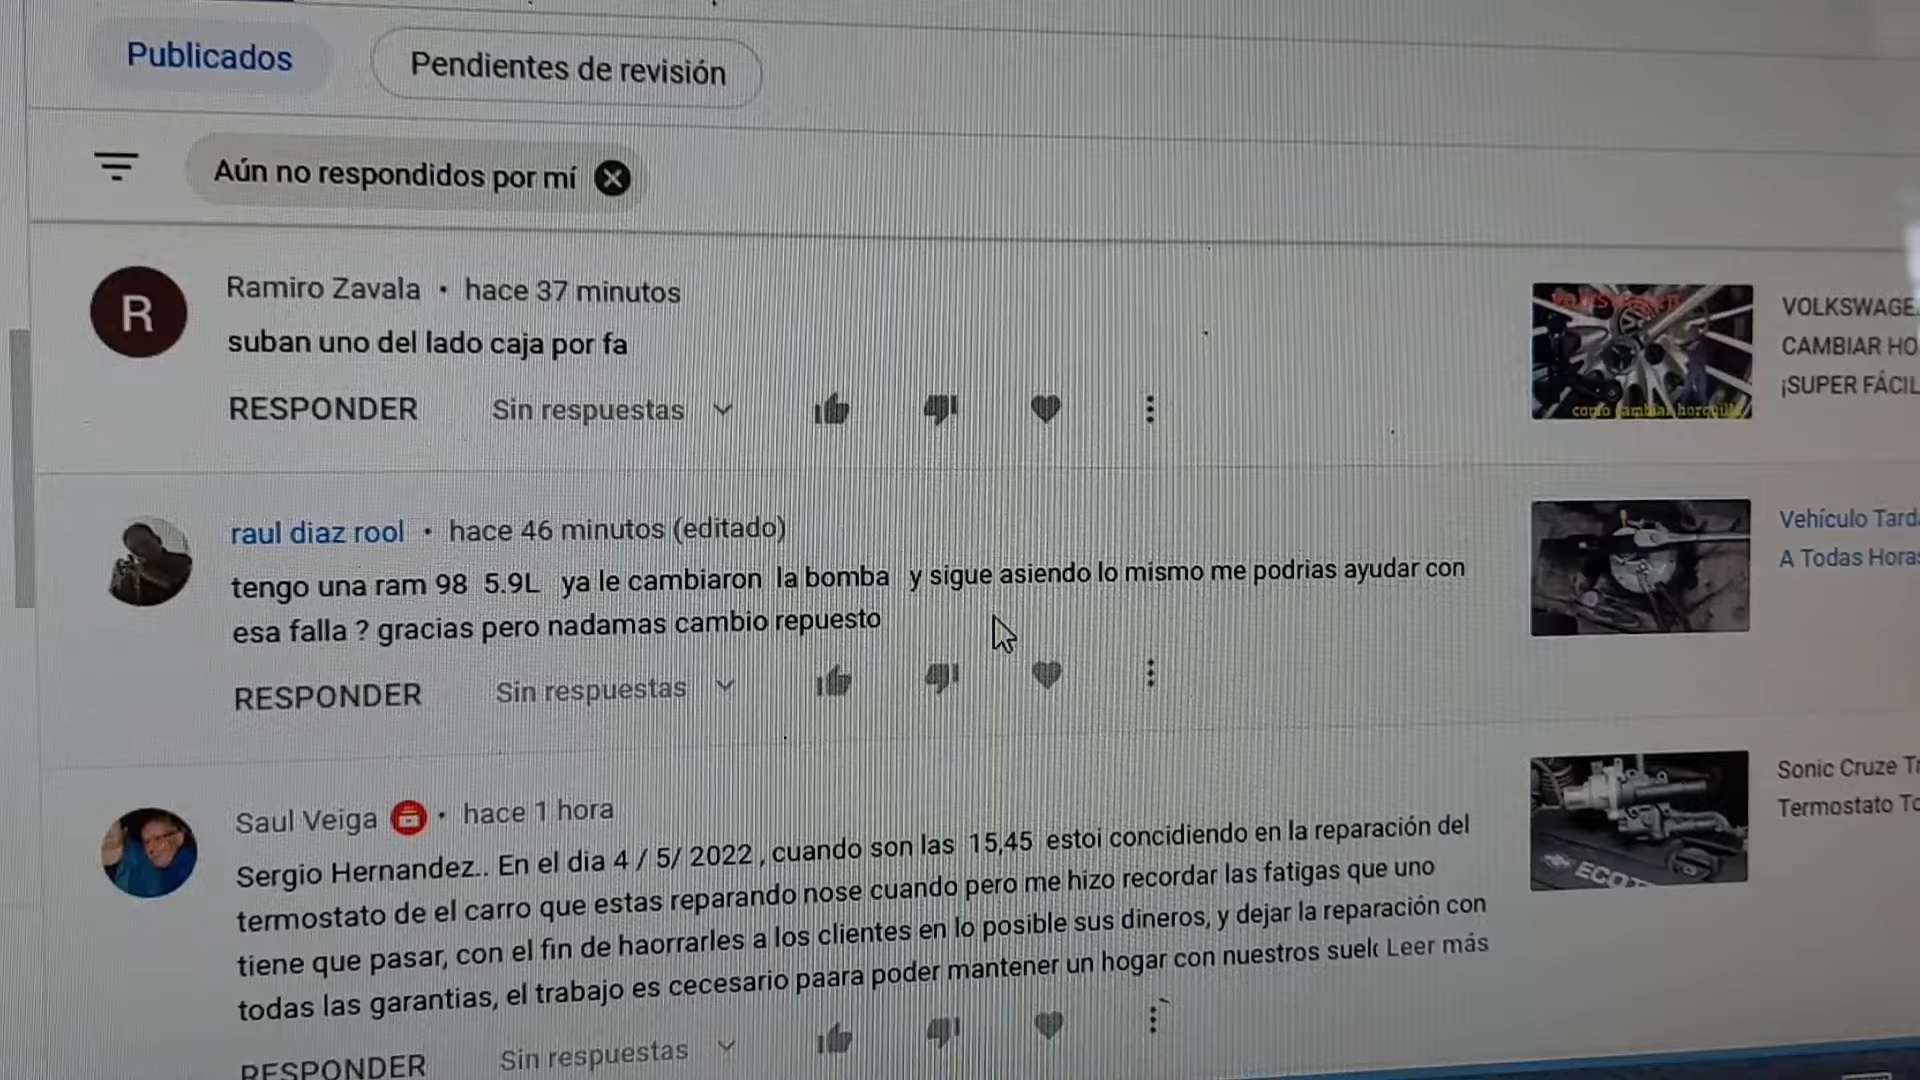 Publicados
Pendientes de revisión
Aún no respondidos por mí
R
Ramiro Zavala • hace 37 minutos
suban uno del lado caja por fa
RESPONDER Sin respuestas
VOLKSWAGE
CAMBIAR HO
¡SUPER FÁCIL
como cambiar horquilla
raul diaz rool • hace 46 minutos (editado)
tengo una ram 98 5.9L ya le cambiaron la bomba y sigue asiendo lo mismo me podrias ayudar con
esa falla ? gracias pero nadamas cambio repuesto
RESPONDER Sin respuestas
Vehículo Tard
A Todas Horas
Saul Veiga • hace 1 hora
Sergio Hernandez.. En el dia 4 / 5/ 2022 , cuando son las 15,45 estoi concidiendo en la reparación del
termostato de el carro que estas reparando nose cuando pero me hizo recordar las fatigas que uno
tiene que pasar, con el fin de haorrarles a los clientes en lo posible sus dineros, y dejar la reparación con
todas las garantias, el trabajo es cecesario paara poder mantener un hogar con nuestros suel Leer más
RESPONDER Sin respuestas
Sonic Cruze Tr
Termostato To
ECOT